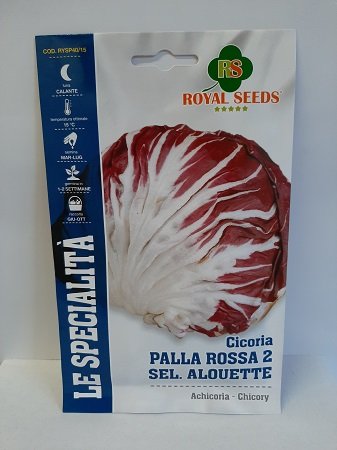 COD. RYSP40/15
luna
CALANTE
temperatura ottimale
15 °C
semina
MAR-LUG
germina in
1-2 SETTIMANE
raccolta
GIU-OTT
LE SPECIALITÀ
RS
ROYAL SEEDS
Cicoria
PALLA ROSSA 2
SEL. ALOUETTE
Achicoria - Chicory